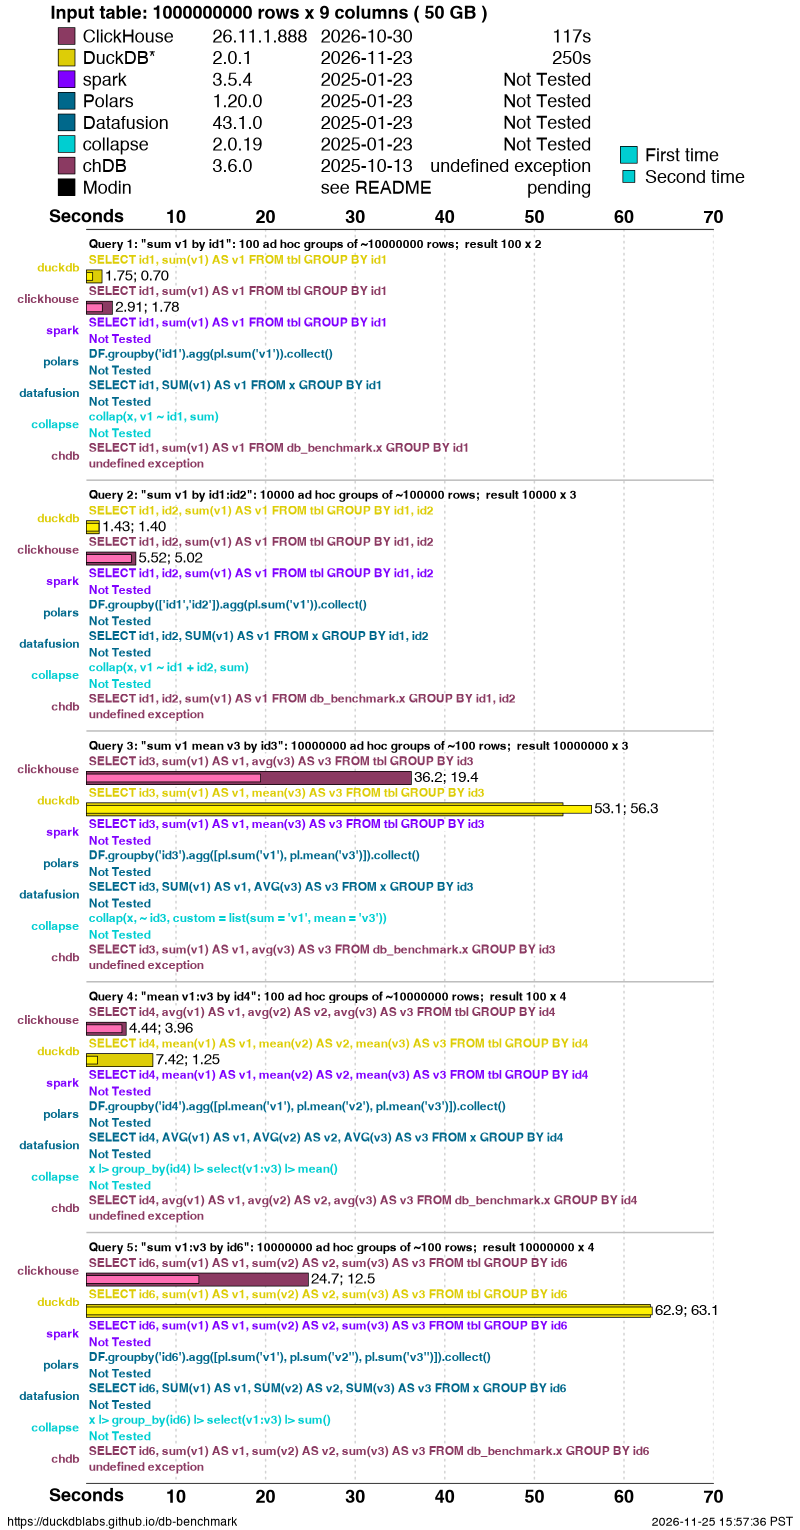 Input table: 1000000000 rows x 9 columns ( 50 GB )
ClickHouse 26.11.1.888 2026-10-30 117s
DuckDB* 2.0.1 2026-11-23 250s
spark 3.5.4 2025-01-23 Not Tested
Polars 1.20.0 2025-01-23 Not Tested
Datafusion 43.1.0 2025-01-23 Not Tested
collapse 2.0.19 2025-01-23 Not Tested
chDB 3.6.0 2025-10-13 undefined exception
Modin see README pending
First time
Second time
Seconds 10 20 30 40 50 60 70
Query 1: "sum v1 by id1": 100 ad hoc groups of ~10000000 rows; result 100 x 2
duckdb
SELECT id1, sum(v1) AS v1 FROM tbl GROUP BY id1
1.75; 0.70
clickhouse
SELECT id1, sum(v1) AS v1 FROM tbl GROUP BY id1
2.91; 1.78
spark
SELECT id1, sum(v1) AS v1 FROM tbl GROUP BY id1
Not Tested
polars
DF.groupby('id1').agg(pl.sum('v1')).collect()
Not Tested
datafusion
SELECT id1, SUM(v1) AS v1 FROM x GROUP BY id1
Not Tested
collapse
collap(x, v1 ~ id1, sum)
Not Tested
chdb
SELECT id1, sum(v1) AS v1 FROM db_benchmark.x GROUP BY id1
undefined exception
Query 2: "sum v1 by id1:id2": 10000 ad hoc groups of ~100000 rows; result 10000 x 3
duckdb
SELECT id1, id2, sum(v1) AS v1 FROM tbl GROUP BY id1, id2
1.43; 1.40
clickhouse
SELECT id1, id2, sum(v1) AS v1 FROM tbl GROUP BY id1, id2
5.52; 5.02
spark
SELECT id1, id2, sum(v1) AS v1 FROM tbl GROUP BY id1, id2
Not Tested
polars
DF.groupby(['id1','id2']).agg(pl.sum('v1')).collect()
Not Tested
datafusion
SELECT id1, id2, SUM(v1) AS v1 FROM x GROUP BY id1, id2
Not Tested
collapse
collap(x, v1 ~ id1 + id2, sum)
Not Tested
chdb
SELECT id1, id2, sum(v1) AS v1 FROM db_benchmark.x GROUP BY id1, id2
undefined exception
Query 3: "sum v1 mean v3 by id3": 10000000 ad hoc groups of ~100 rows; result 10000000 x 3
clickhouse
SELECT id3, sum(v1) AS v1, avg(v3) AS v3 FROM tbl GROUP BY id3
36.2; 19.4
duckdb
SELECT id3, sum(v1) AS v1, mean(v3) AS v3 FROM tbl GROUP BY id3
53.1; 56.3
spark
SELECT id3, sum(v1) AS v1, mean(v3) AS v3 FROM tbl GROUP BY id3
Not Tested
polars
DF.groupby('id3').agg([pl.sum('v1'), pl.mean('v3')]).collect()
Not Tested
datafusion
SELECT id3, SUM(v1) AS v1, AVG(v3) AS v3 FROM x GROUP BY id3
Not Tested
collapse
collap(x, ~ id3, custom = list(sum = 'v1', mean = 'v3'))
Not Tested
chdb
SELECT id3, sum(v1) AS v1, avg(v3) AS v3 FROM db_benchmark.x GROUP BY id3
undefined exception
Query 4: "mean v1:v3 by id4": 100 ad hoc groups of ~10000000 rows; result 100 x 4
clickhouse
SELECT id4, avg(v1) AS v1, avg(v2) AS v2, avg(v3) AS v3 FROM tbl GROUP BY id4
4.44; 3.96
duckdb
SELECT id4, mean(v1) AS v1, mean(v2) AS v2, mean(v3) AS v3 FROM tbl GROUP BY id4
7.42; 1.25
spark
SELECT id4, mean(v1) AS v1, mean(v2) AS v2, mean(v3) AS v3 FROM tbl GROUP BY id4
Not Tested
polars
DF.groupby('id4').agg([pl.mean('v1'), pl.mean('v2'), pl.mean('v3')]).collect()
Not Tested
datafusion
SELECT id4, AVG(v1) AS v1, AVG(v2) AS v2, AVG(v3) AS v3 FROM x GROUP BY id4
Not Tested
collapse
x |> group_by(id4) |> select(v1:v3) |> mean()
Not Tested
chdb
SELECT id4, avg(v1) AS v1, avg(v2) AS v2, avg(v3) AS v3 FROM db_benchmark.x GROUP BY id4
undefined exception
Query 5: "sum v1:v3 by id6": 10000000 ad hoc groups of ~100 rows; result 10000000 x 4
clickhouse
SELECT id6, sum(v1) AS v1, sum(v2) AS v2, sum(v3) AS v3 FROM tbl GROUP BY id6
24.7; 12.5
duckdb
SELECT id6, sum(v1) AS v1, sum(v2) AS v2, sum(v3) AS v3 FROM tbl GROUP BY id6
62.9; 63.1
spark
SELECT id6, sum(v1) AS v1, sum(v2) AS v2, sum(v3) AS v3 FROM tbl GROUP BY id6
Not Tested
polars
DF.groupby('id6').agg([pl.sum('v1'), pl.sum('v2"), pl.sum('v3")]).collect()
Not Tested
datafusion
SELECT id6, SUM(v1) AS v1, SUM(v2) AS v2, SUM(v3) AS v3 FROM x GROUP BY id6
Not Tested
collapse
x |> group_by(id6) |> select(v1:v3) |> sum()
Not Tested
chdb
SELECT id6, sum(v1) AS v1, sum(v2) AS v2, sum(v3) AS v3 FROM db_benchmark.x GROUP BY id6
undefined exception
Seconds 10 20 30 40 50 60 70
https://duckdblabs.github.io/db-benchmark
2026-11-25 15:57:36 PST